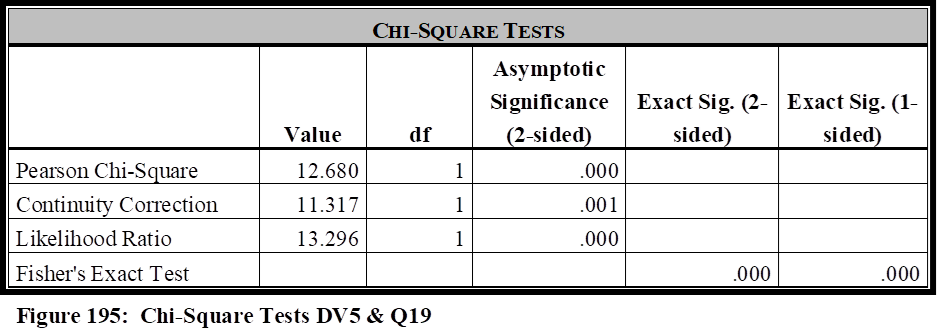 CHI-SQUARE TESTS
Value df Asymptotic Significance (2-sided) Exact Sig. (2-sided) Exact Sig. (1-sided)
Pearson Chi-Square 12.680 1 .000
Continuity Correction 11.317 1 .001
Likelihood Ratio 13.296 1 .000
Fisher's Exact Test .000 .000
Figure 195: Chi-Square Tests DV5 & Q19